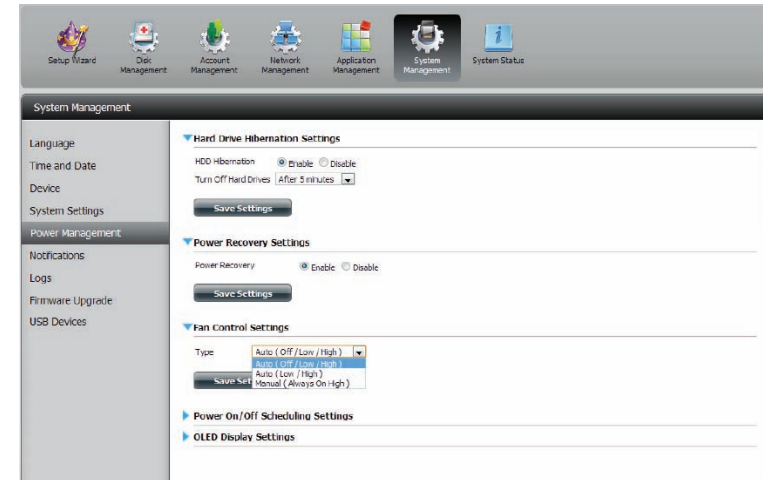 Setup Wizard
Disk Management
Account Management
Network Management
Application Management
System Management
System Status
System Management
Language
Time and Date
Device
System Settings
Power Management
Notifications
Logs
Firmware Upgrade
USB Devices
Hard Drive Hibernation Settings
HDD Hibernation Enable Disable
Turn Off Hard Drives After 5 minutes
Save Settings
Power Recovery Settings
Power Recovery Enable Disable
Save Settings
Fan Control Settings
Type Auto ( Off / Low / High )
Auto ( Off / Low / High )
Auto ( Low / High )
Save Set
Manual ( Always On High )
Power On/Off Scheduling Settings
OLED Display Settings